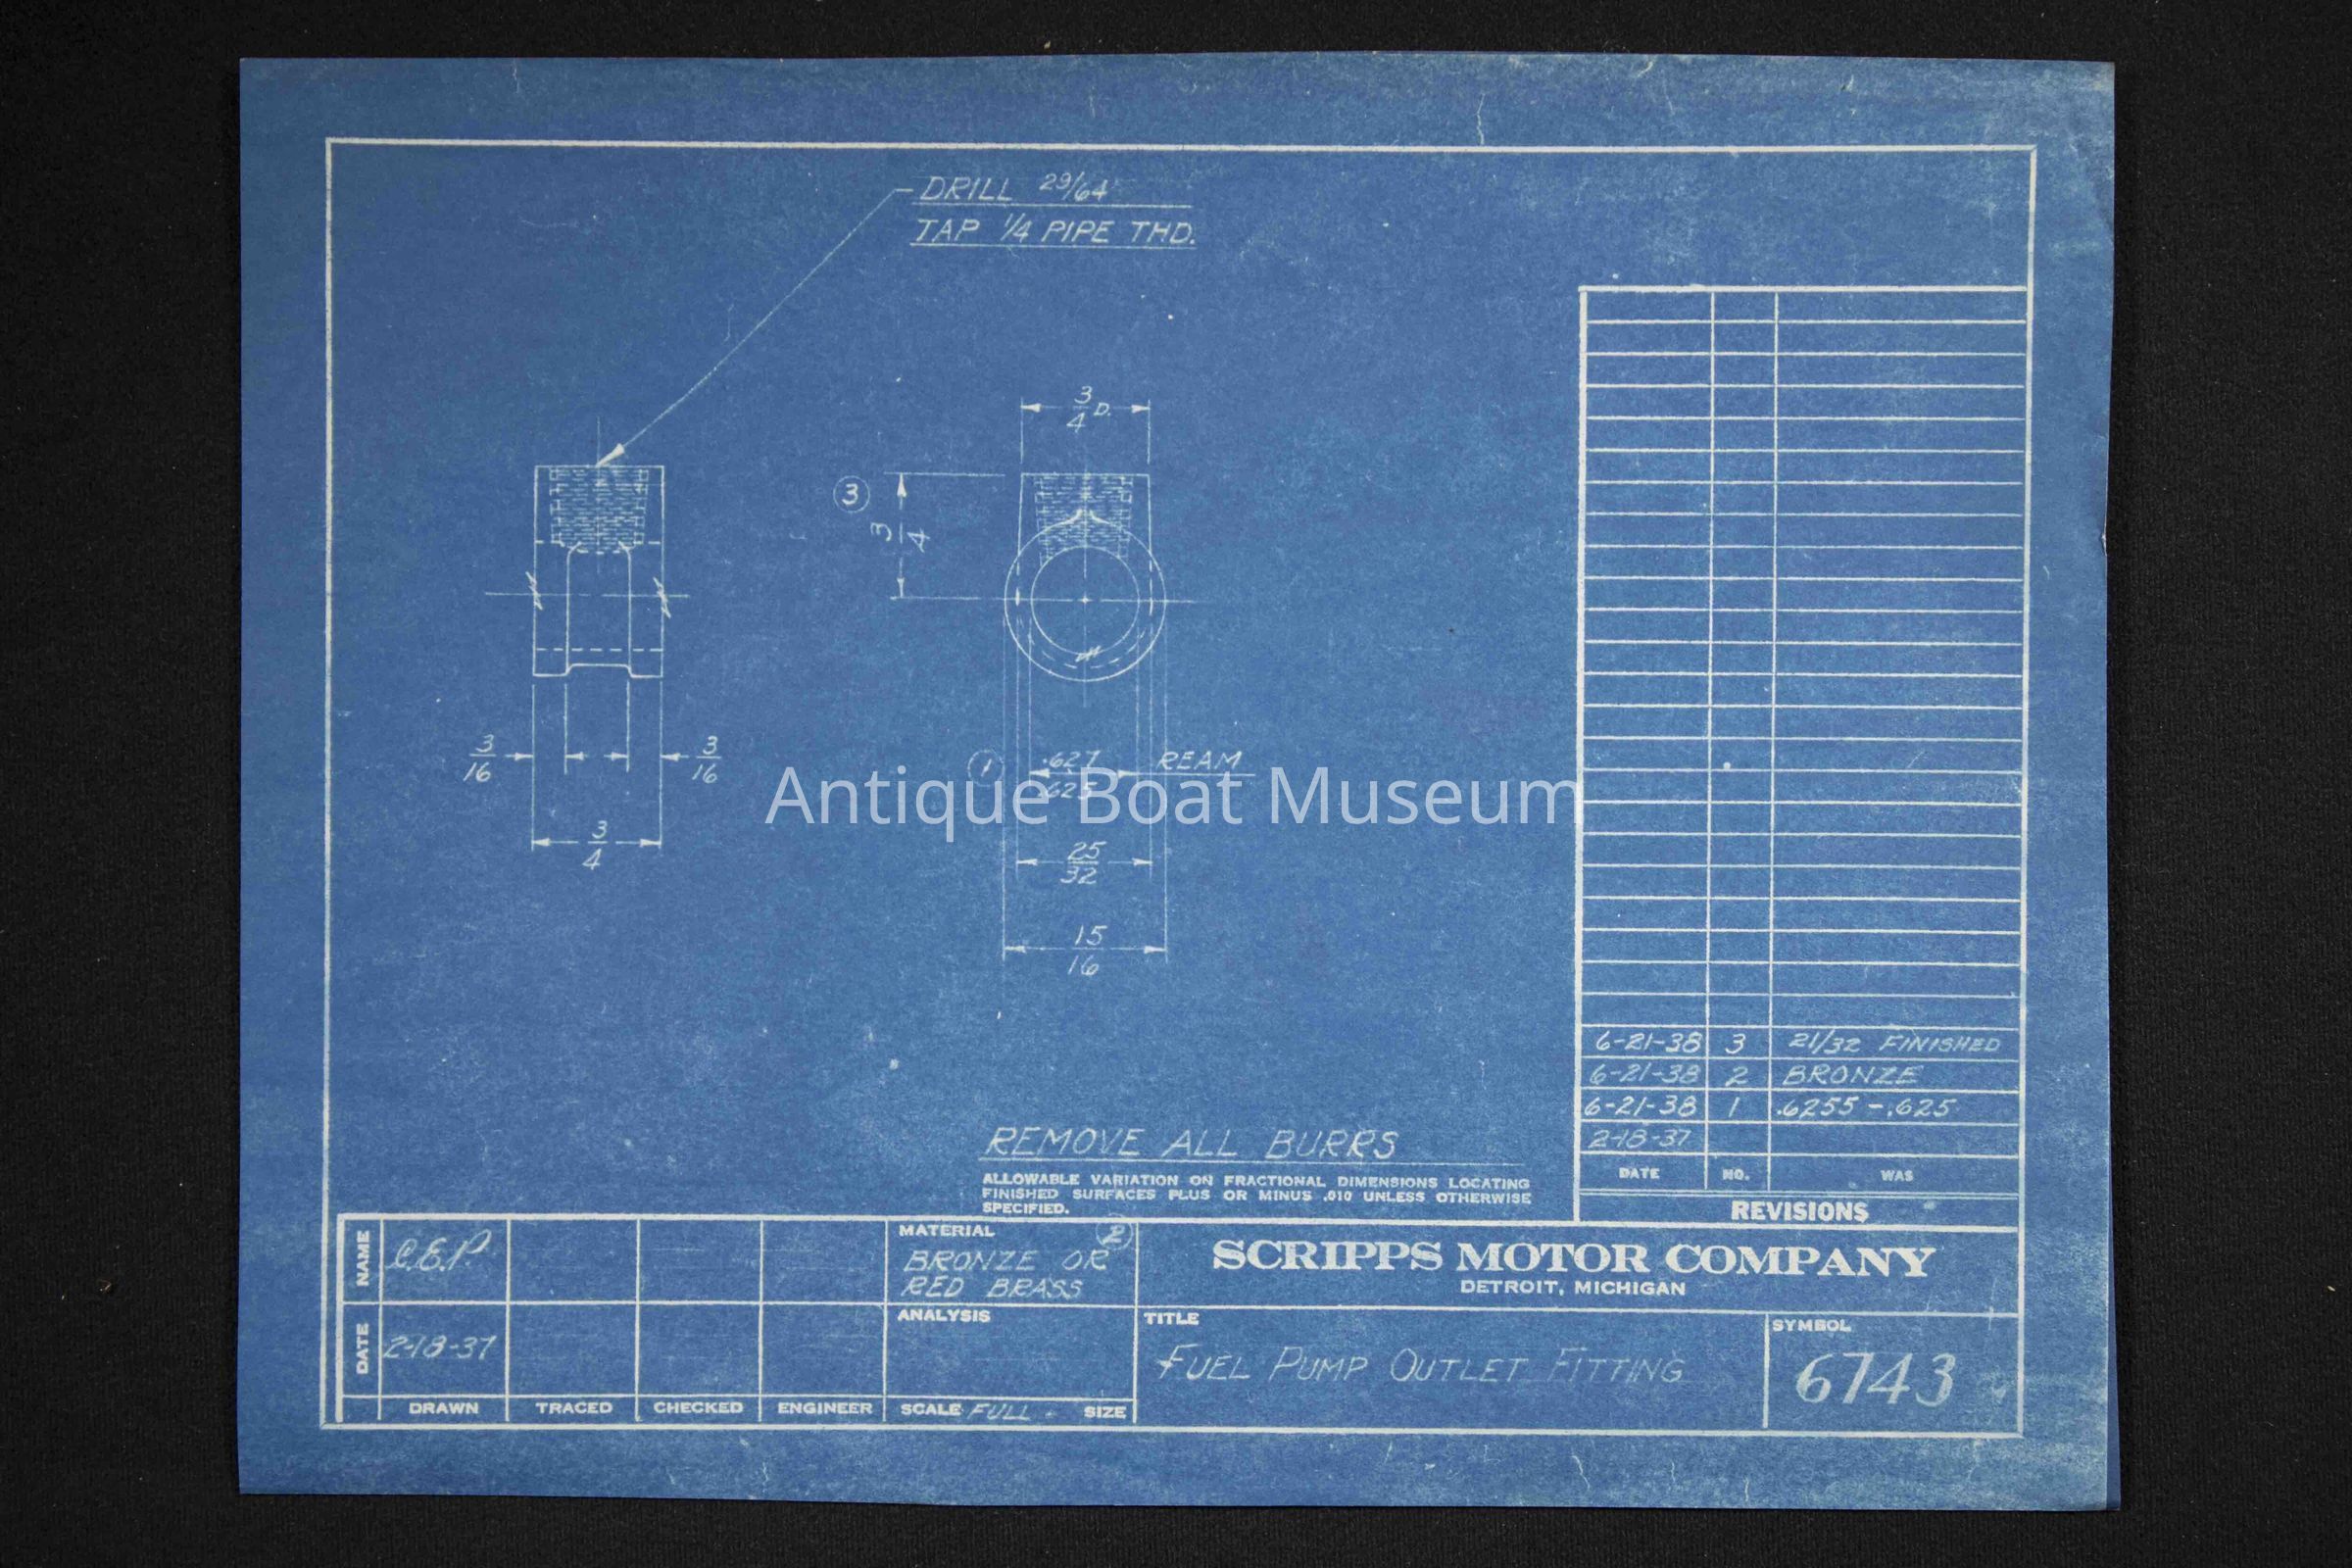 DRILL 29/64
TAP 1/4 PIPE THD.
3/4 D.
3
3/4
3/16
3/16
3/4
1
.627
.625
REAM
25/32
15/16
Antique Boat Museum
6-21-38 3 21/32 FINISHED
6-21-38 2 BRONZE
6-21-38 1 .6255-.625
2-18-37
DATE NO. WAS
REVISIONS
REMOVE ALL BURRS
ALLOWABLE VARIATION ON FRACTIONAL DIMENSIONS LOCATING
FINISHED SURFACES PLUS OR MINUS .010 UNLESS OTHERWISE
SPECIFIED.
NAME C.E.P.
DATE 2-18-37
DRAWN TRACED CHECKED ENGINEER
MATERIAL 2
BRONZE OR
RED BRASS
ANALYSIS
SCALE FULL SIZE
SCRIPPS MOTOR COMPANY
DETROIT, MICHIGAN
TITLE
FUEL PUMP OUTLET FITTING
SYMBOL
6743